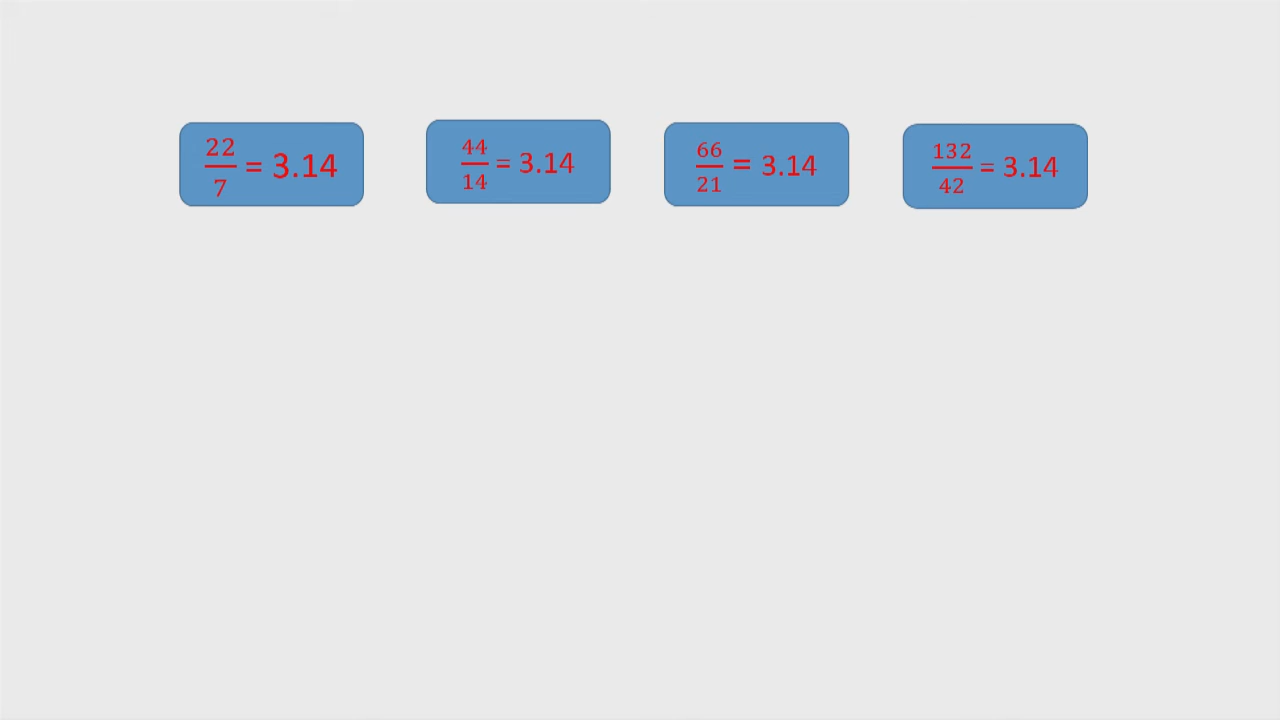 22/7 = 3.14
44/14 = 3.14
66/21 = 3.14
132/42 = 3.14